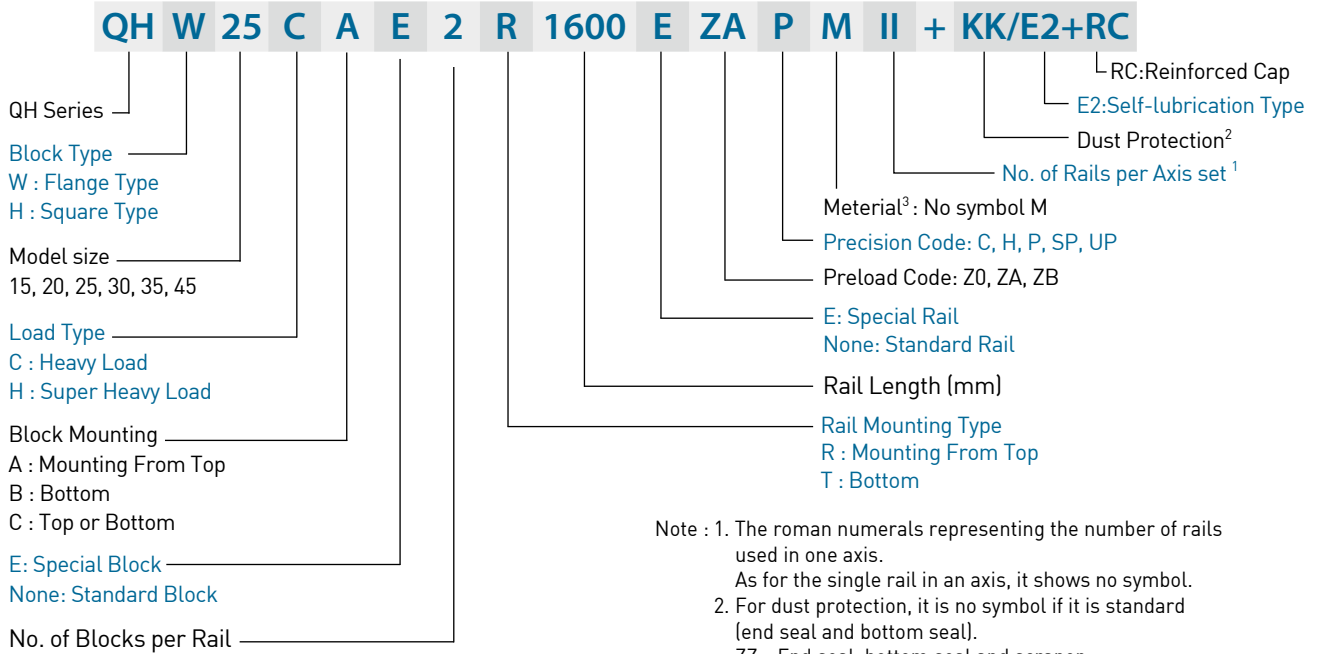 QH W 25 C A E 2 R 1600 E ZA P M II + KK/E2+RC
QH Series
Block Type
W : Flange Type
H : Square Type
Model size
15, 20, 25, 30, 35, 45
Load Type
C : Heavy Load
H : Super Heavy Load
Block Mounting
A : Mounting From Top
B : Bottom
C : Top or Bottom
E: Special Block
None: Standard Block
No. of Blocks per Rail
RC:Reinforced Cap
E2:Self-lubrication Type
Dust Protection2
No. of Rails per Axis set 1
Meterial3 : No symbol M
Precision Code: C, H, P, SP, UP
Preload Code: Z0, ZA, ZB
E: Special Rail
None: Standard Rail
Rail Length (mm)
Rail Mounting Type
R : Mounting From Top
T : Bottom
Note : 1. The roman numerals representing the number of rails
used in one axis.
As for the single rail in an axis, it shows no symbol.
2. For dust protection, it is no symbol if it is standard
(end seal and bottom seal).